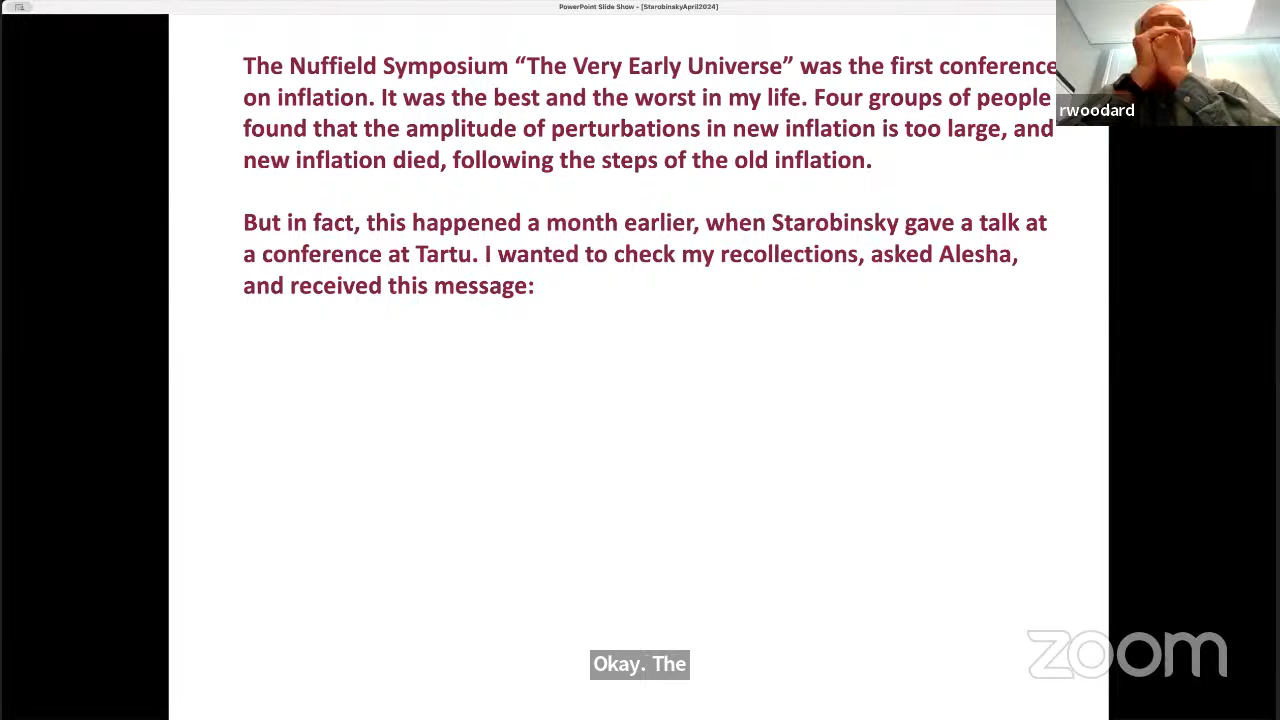 PowerPoint Slide Show - [StarobinskyApril2024]
The Nuffield Symposium “The Very Early Universe” was the first conference
on inflation. It was the best and the worst in my life. Four groups of people
found that the amplitude of perturbations in new inflation is too large, and
new inflation died, following the steps of the old inflation.
But in fact, this happened a month earlier, when Starobinsky gave a talk at
a conference at Tartu. I wanted to check my recollections, asked Alesha,
and received this message:
rwoodard
Okay. The
zoom